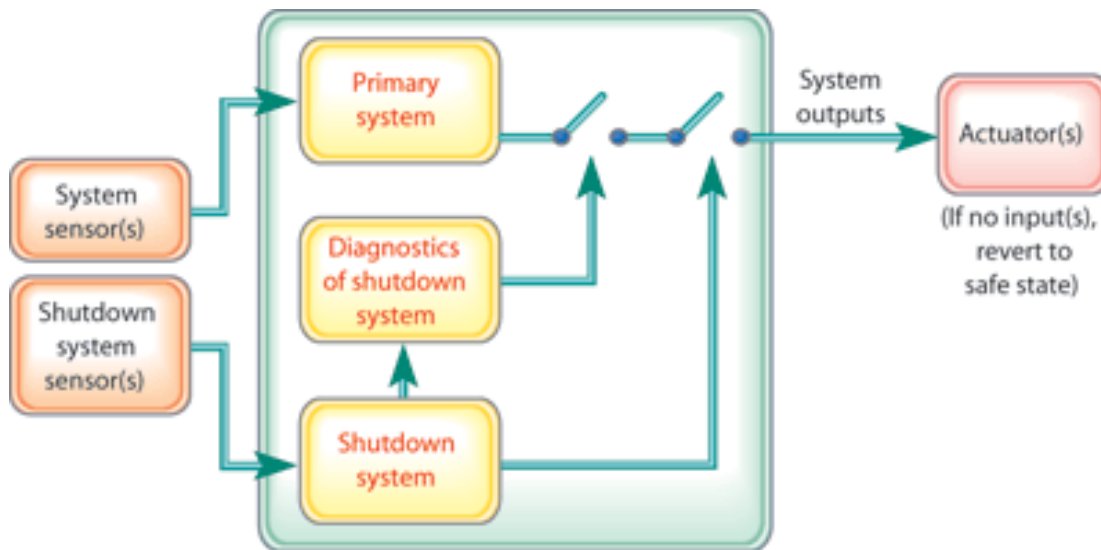 Primary
system
System
outputs
Actuator(s)
System
sensor(s)
(If no input(s),
revert to
safe state)
Diagnostics
of shutdown
system
Shutdown
system
sensor(s)
Shutdown
system